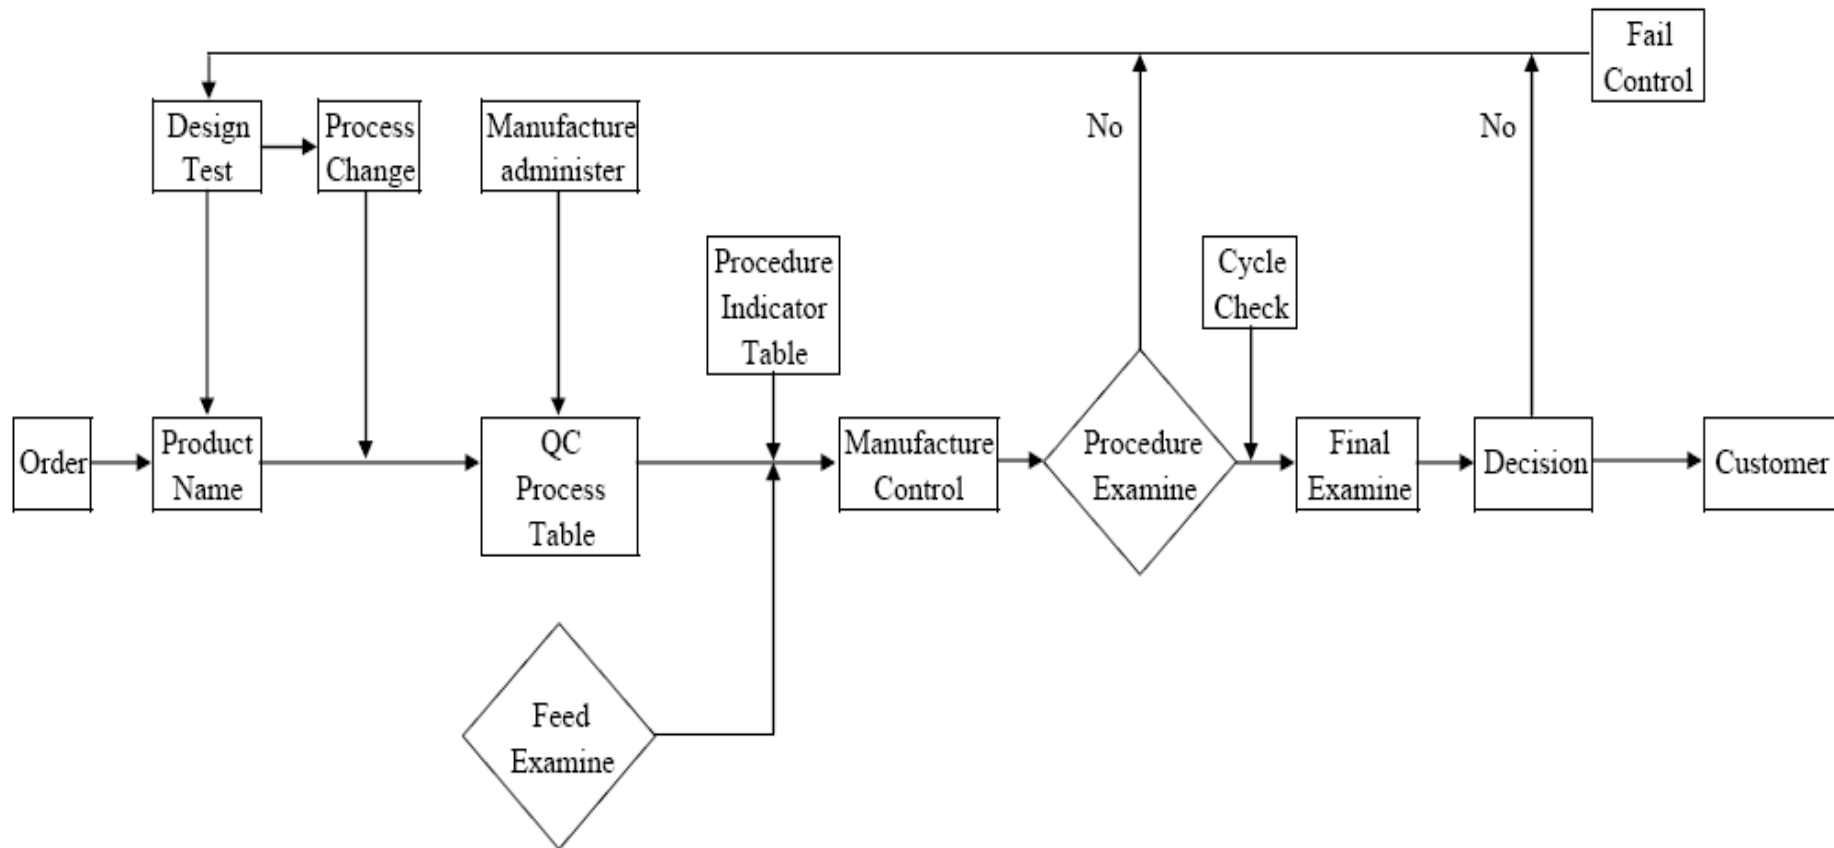 Fail
Control
Design
Test
Process
Change
Manufacture
administer
No
No
Procedure
Indicator
Table
Cycle
Check
Order
Product
Name
QC
Process
Table
Manufacture
Control
Procedure
Examine
Final
Examine
Decision
Customer
Feed
Examine